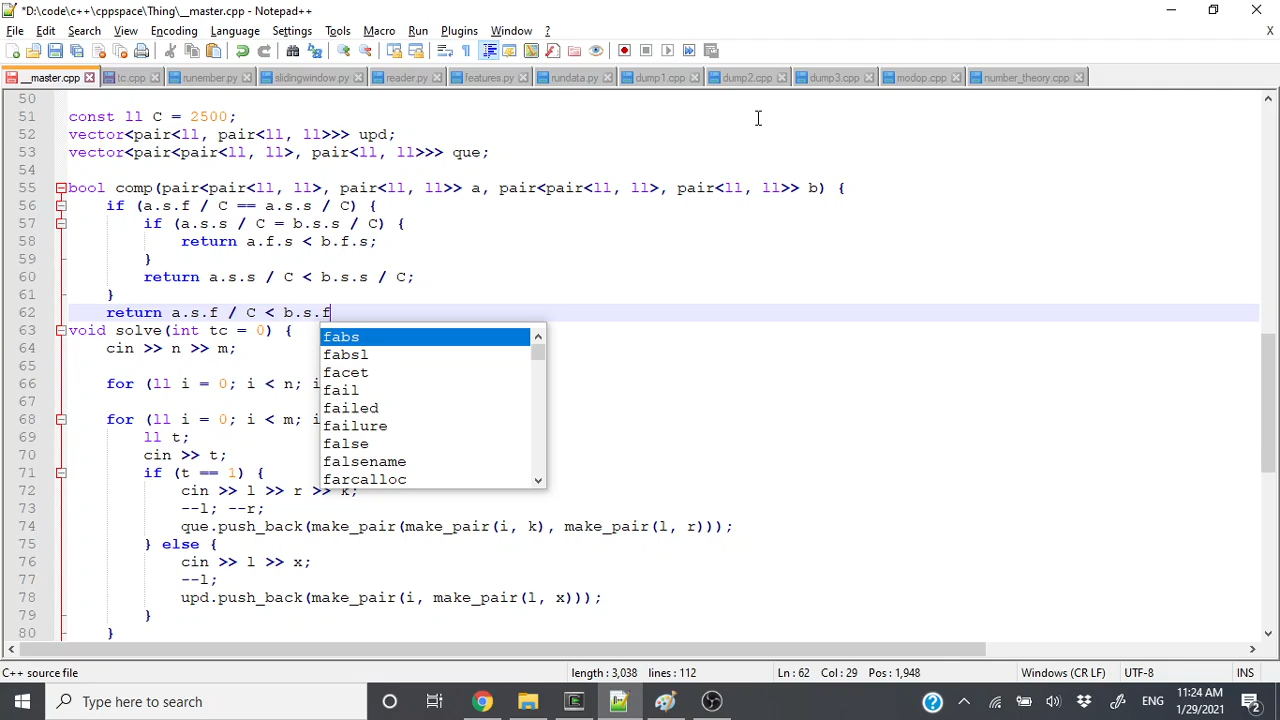 *D:\code\c++\cppspace\Thing\__master.cpp - Notepad++
File Edit Search View Encoding Language Settings Tools Macro Run Plugins Window ? X
__master.cpp tc.cpp runember.py slidingwindow.py reader.py features.py rundata.py dump1.cpp dump2.cpp dump3.cpp modop.cpp number_theory.cpp
50
51 const ll C = 2500;
52 vector<pair<ll, pair<ll, ll>>> upd;
53 vector<pair<pair<ll, ll>, pair<ll, ll>>> que;
54
55 bool comp(pair<pair<ll, ll>, pair<ll, ll>> a, pair<pair<ll, ll>, pair<ll, ll>> b) {
56 if (a.s.f / C == a.s.s / C) {
57 if (a.s.s / C = b.s.s / C) {
58 return a.f.s < b.f.s;
59 }
60 return a.s.s / C < b.s.s / C;
61 }
62 return a.s.f / C < b.s.f
63 void solve(int tc = 0) {
64 cin >> n >> m;
65
66 for (ll i = 0; i < n; i
67
68 for (ll i = 0; i < m; i
69 ll t;
70 cin >> t;
71 if (t == 1) {
72 cin >> l >> r >> k;
73 --l; --r;
74 que.push_back(make_pair(make_pair(i, k), make_pair(l, r)));
75 } else {
76 cin >> l >> x;
77 --l;
78 upd.push_back(make_pair(i, make_pair(l, x)));
79 }
80 }
fabs
fabsl
facet
fail
failed
failure
false
falsename
farcalloc
C++ source file length : 3,038 lines : 112 Ln : 62 Col : 29 Pos : 1,948 Windows (CR LF) UTF-8 INS
Type here to search ENG 11:24 AM
1/29/2021 2